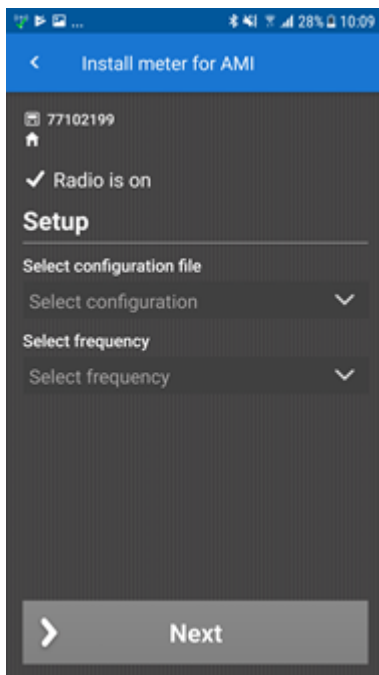 ... 28% 10:09
Install meter for AMI
77102199
Radio is on
Setup
Select configuration file
Select configuration
Select frequency
Select frequency
Next